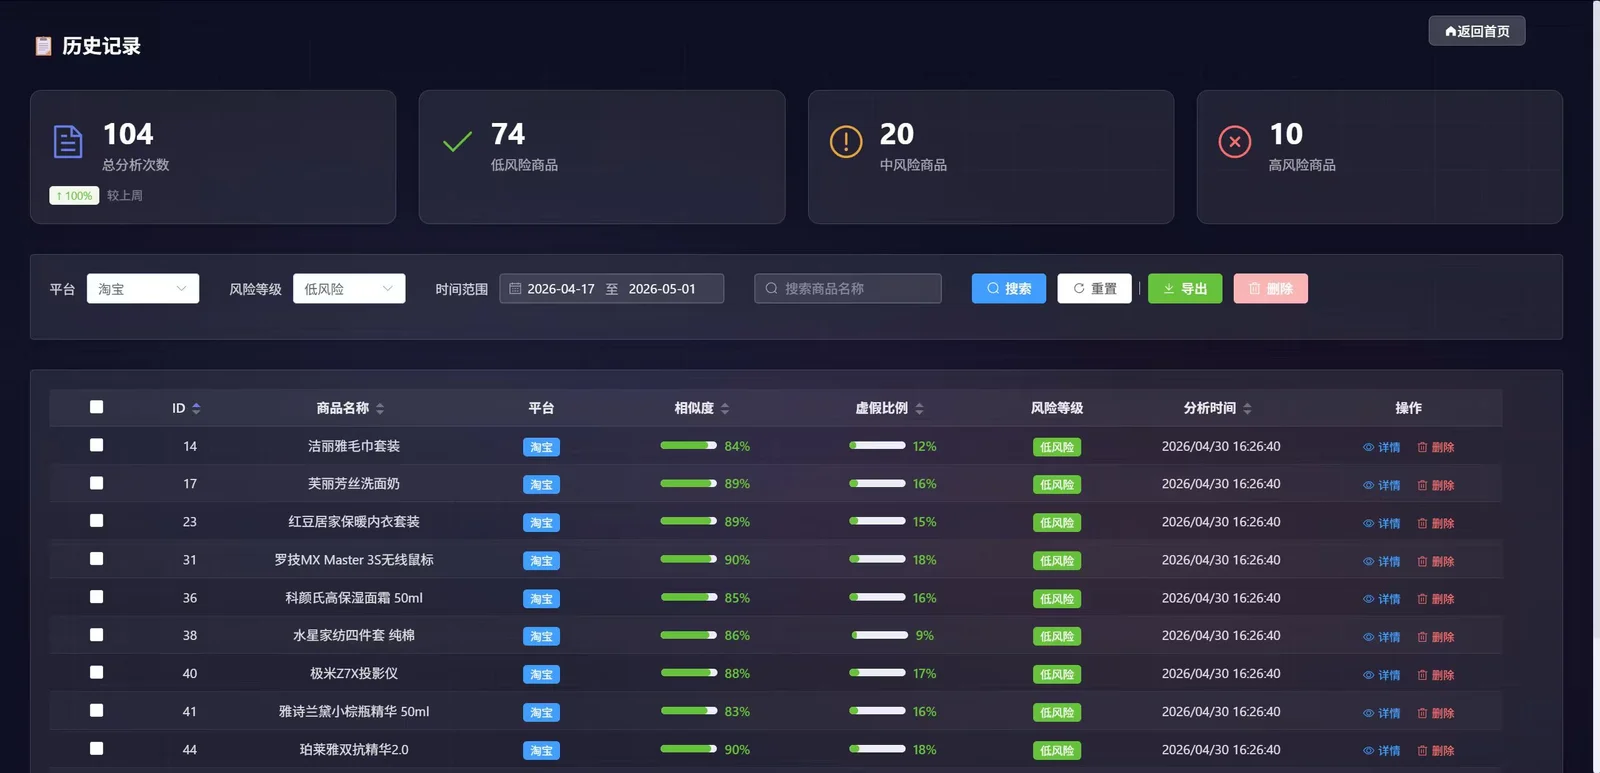 历史记录
返回首页
104
总分析次数
↑ 100% 较上周
74
低风险商品
20
中风险商品
10
高风险商品
平台 淘宝 风险等级 低风险 时间范围 2026-04-17 至 2026-05-01 搜索商品名称 搜索 重置 | 导出 删除
ID 商品名称 平台 相似度 虚假比例 风险等级 分析时间 操作
14 洁丽雅毛巾套装 淘宝 84% 12% 低风险 2026/04/30 16:26:40 详情 删除
17 芙丽芳丝洗面奶 淘宝 89% 16% 低风险 2026/04/30 16:26:40 详情 删除
23 红豆居家保暖内衣套装 淘宝 89% 15% 低风险 2026/04/30 16:26:40 详情 删除
31 罗技MX Master 3S无线鼠标 淘宝 90% 18% 低风险 2026/04/30 16:26:40 详情 删除
36 科颜氏高保湿面霜 50ml 淘宝 85% 16% 低风险 2026/04/30 16:26:40 详情 删除
38 水星家纺四件套 纯棉 淘宝 86% 9% 低风险 2026/04/30 16:26:40 详情 删除
40 极米Z7X投影仪 淘宝 88% 17% 低风险 2026/04/30 16:26:40 详情 删除
41 雅诗兰黛小棕瓶精华 50ml 淘宝 83% 16% 低风险 2026/04/30 16:26:40 详情 删除
44 珀莱雅双抗精华2.0 淘宝 90% 18% 低风险 2026/04/30 16:26:40 详情 删除